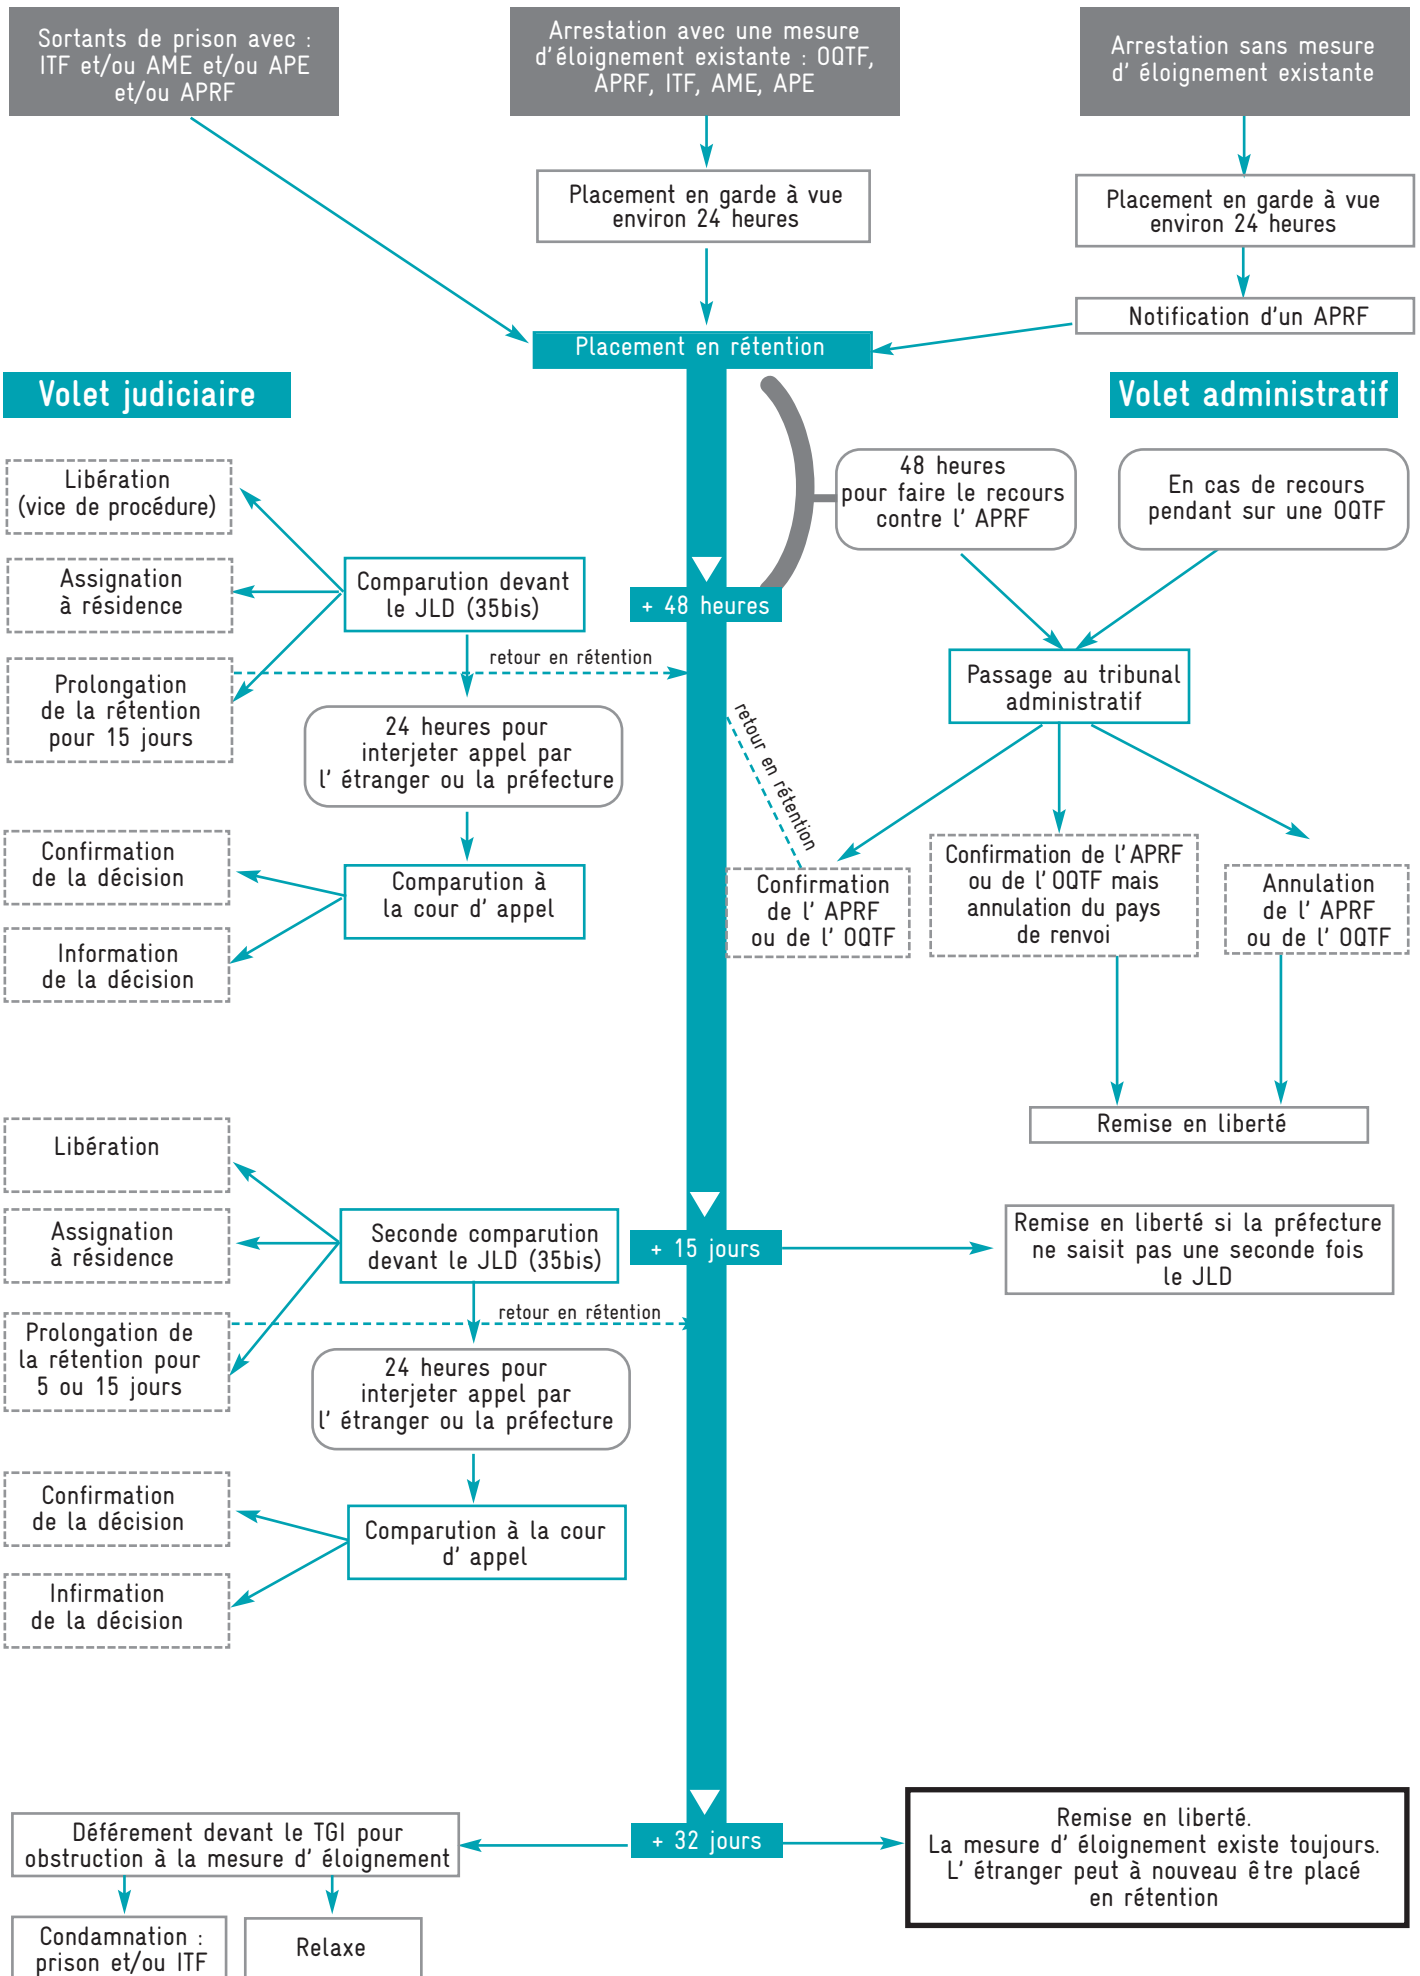 Sortants de prison avec :
ITF et/ou AME et/ou APE
et/ou APRF
Arrestation avec une mesure
d' éloignement existante : OQTF,
APRF, ITF, AME, APE
Arrestation sans mesure
d' éloignement existante
Placement en garde à vue
environ 24 heures
Placement en garde à vue
environ 24 heures
Notification d'un APRF
Placement en rétention
Volet judiciaire
Volet administratif
Libération
(vice de procédure)
Assignation
à résidence
Prolongation
de la rétention
pour 15 jours
Comparution devant
le JLD (35bis)
retour en rétention
24 heures pour
interjeter appel par
l' étranger ou la préfecture
Confirmation
de la décision
Information
de la décision
Comparution à
la cour d' appel
+ 48 heures
48 heures
pour faire le recours
contre l' APRF
En cas de recours
pendant sur une OQTF
Passage au tribunal
administratif
retour en rétention
Confirmation
de l' APRF
ou de l' OQTF
Confirmation de l' APRF
ou de l' OQTF mais
annulation du pays
de renvoi
Annulation
de l' APRF
ou de l' OQTF
Remise en liberté
Libération
Assignation
à résidence
Prolongation de
la rétention pour
5 ou 15 jours
Seconde comparution
devant le JLD (35bis)
+ 15 jours
Remise en liberté si la préfecture
ne saisit pas une seconde fois
le JLD
retour en rétention
24 heures pour
interjeter appel par
l' étranger ou la préfecture
Confirmation
de la décision
Infirmation
de la décision
Comparution à la cour
d' appel
+ 32 jours
Déférement devant le TGI pour
obstruction à la mesure d' éloignement
Condamnation :
prison et/ou ITF
Relaxe
Remise en liberté.
La mesure d' éloignement existe toujours.
L' étranger peut à nouveau être placé
en rétention